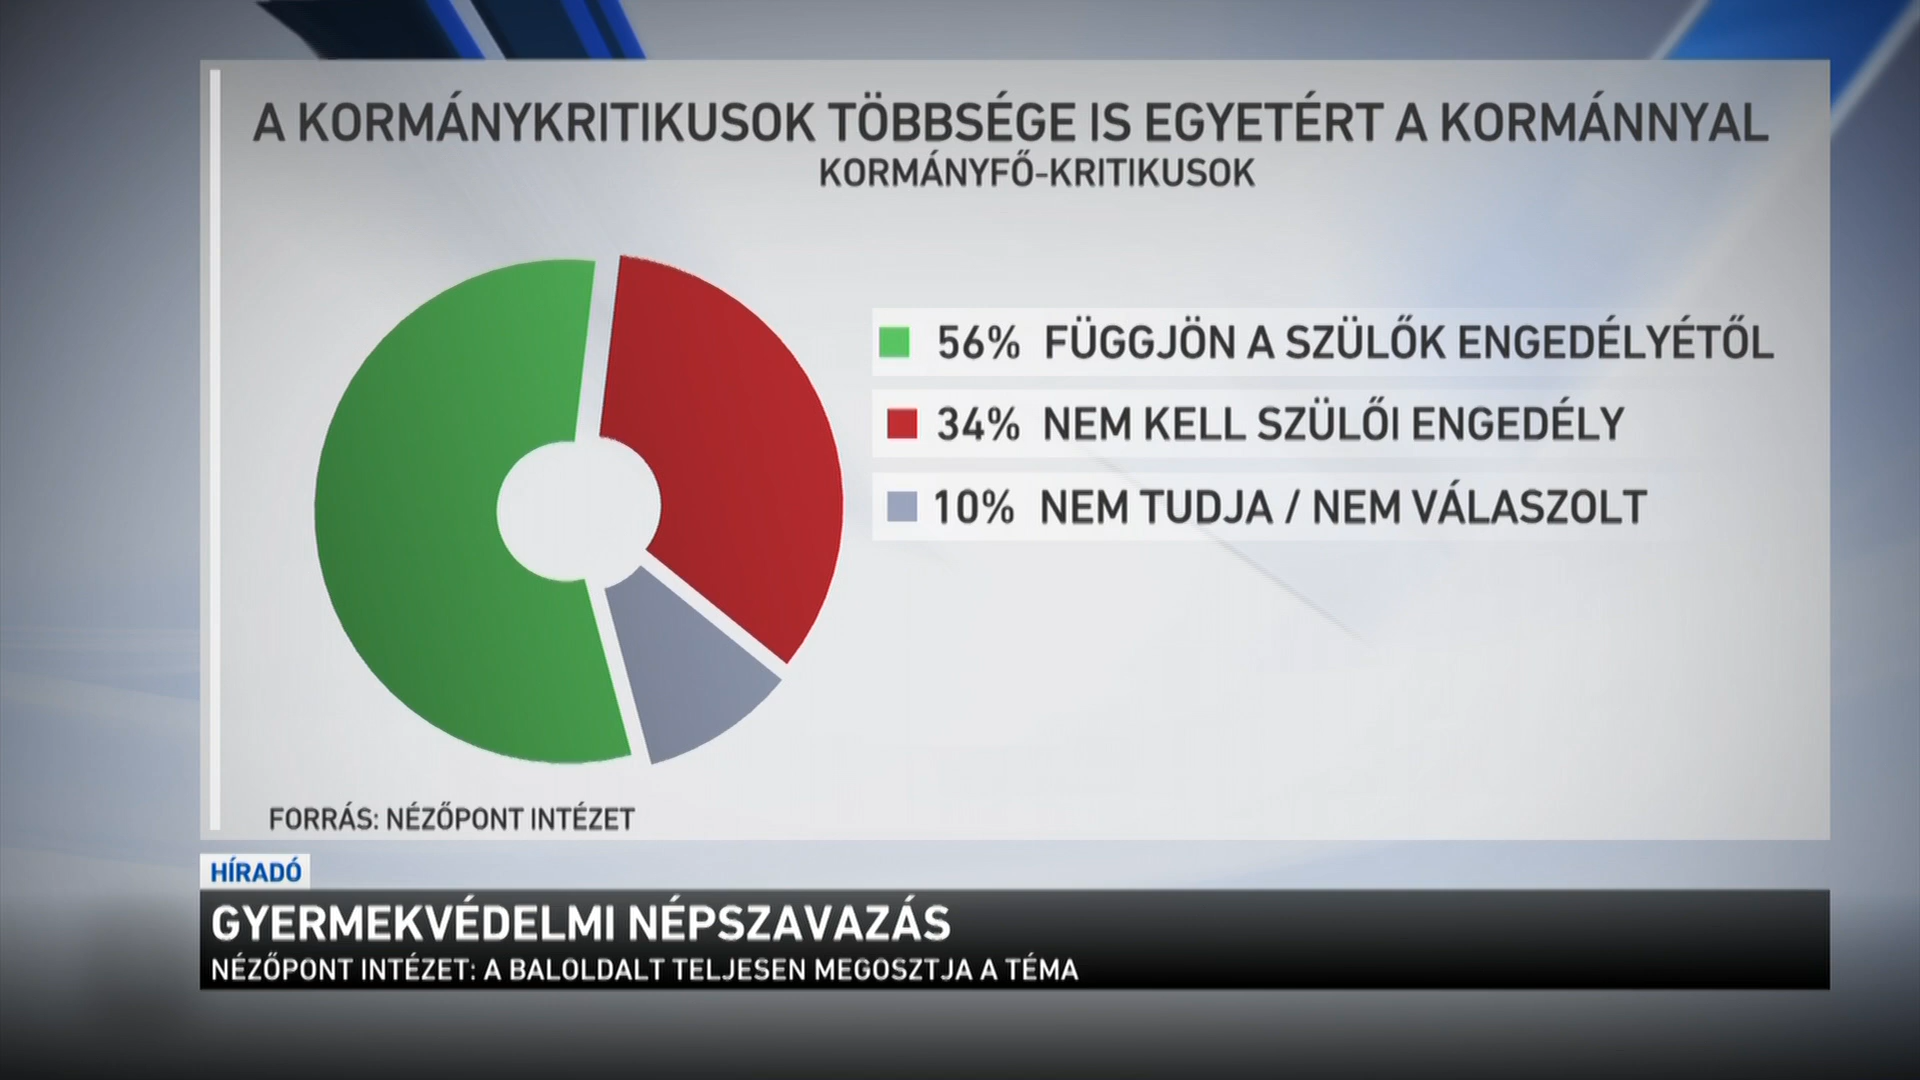 A KORMÁNYKRITIKUSOK TÖBBSÉGE IS EGYETÉRT A KORMÁNNYAL
KORMÁNYFŐ-KRITIKUSOK
56% FÜGGJÖN A SZÜLŐK ENGEDÉLYÉTŐL
34% NEM KELL SZÜLŐI ENGEDÉLY
10% NEM TUDJA / NEM VÁLASZOLT
FORRÁS: NÉZŐPONT INTÉZET
HÍRADÓ
GYERMEKVÉDELMI NÉPSZAVAZÁS
NÉZŐPONT INTÉZET: A BALOLDALT TELJESEN MEGOSZTJA A TÉMA